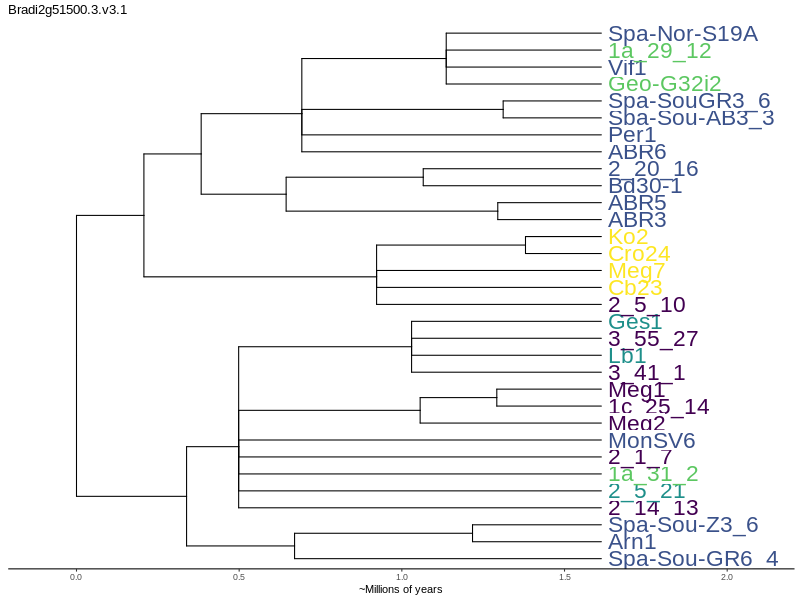 Bradi2g51500.3.v3.1
Spa-Nor-S19A
1a_29_12
Vif1
Geo-G32i2
Spa-SouGR3_6
Spa-Sou-AB3_3
Per1
ABR6
2_20_16
Bd30-1
ABR5
ABR3
Ko2
Cro24
Meg7
Cb23
2_5_10
Ges1
3_55_27
Lb1
3_41_1
Meg1
1c_25_14
Meg2
MonSV6
2_1_7
1a_31_2
2_5_21
2_14_13
Spa-Sou-Z3_6
Arn1
Spa-Sou-GR6_4
0.0 0.5 1.0 1.5 2.0
~Millions of years